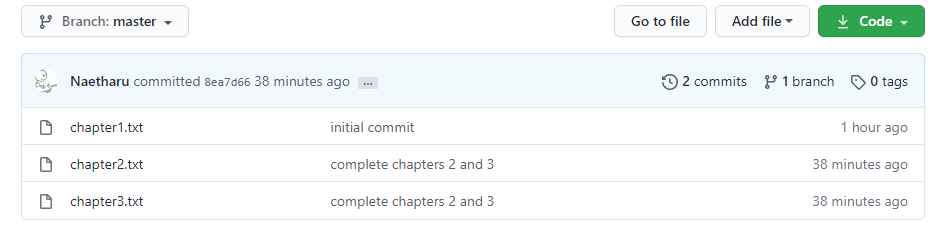 Branch: master Go to file Add file Code
Naetharu committed 8ea7d66 38 minutes ago ... 2 commits 1 branch 0 tags
chapter1.txt initial commit 1 hour ago
chapter2.txt complete chapters 2 and 3 38 minutes ago
chapter3.txt complete chapters 2 and 3 38 minutes ago